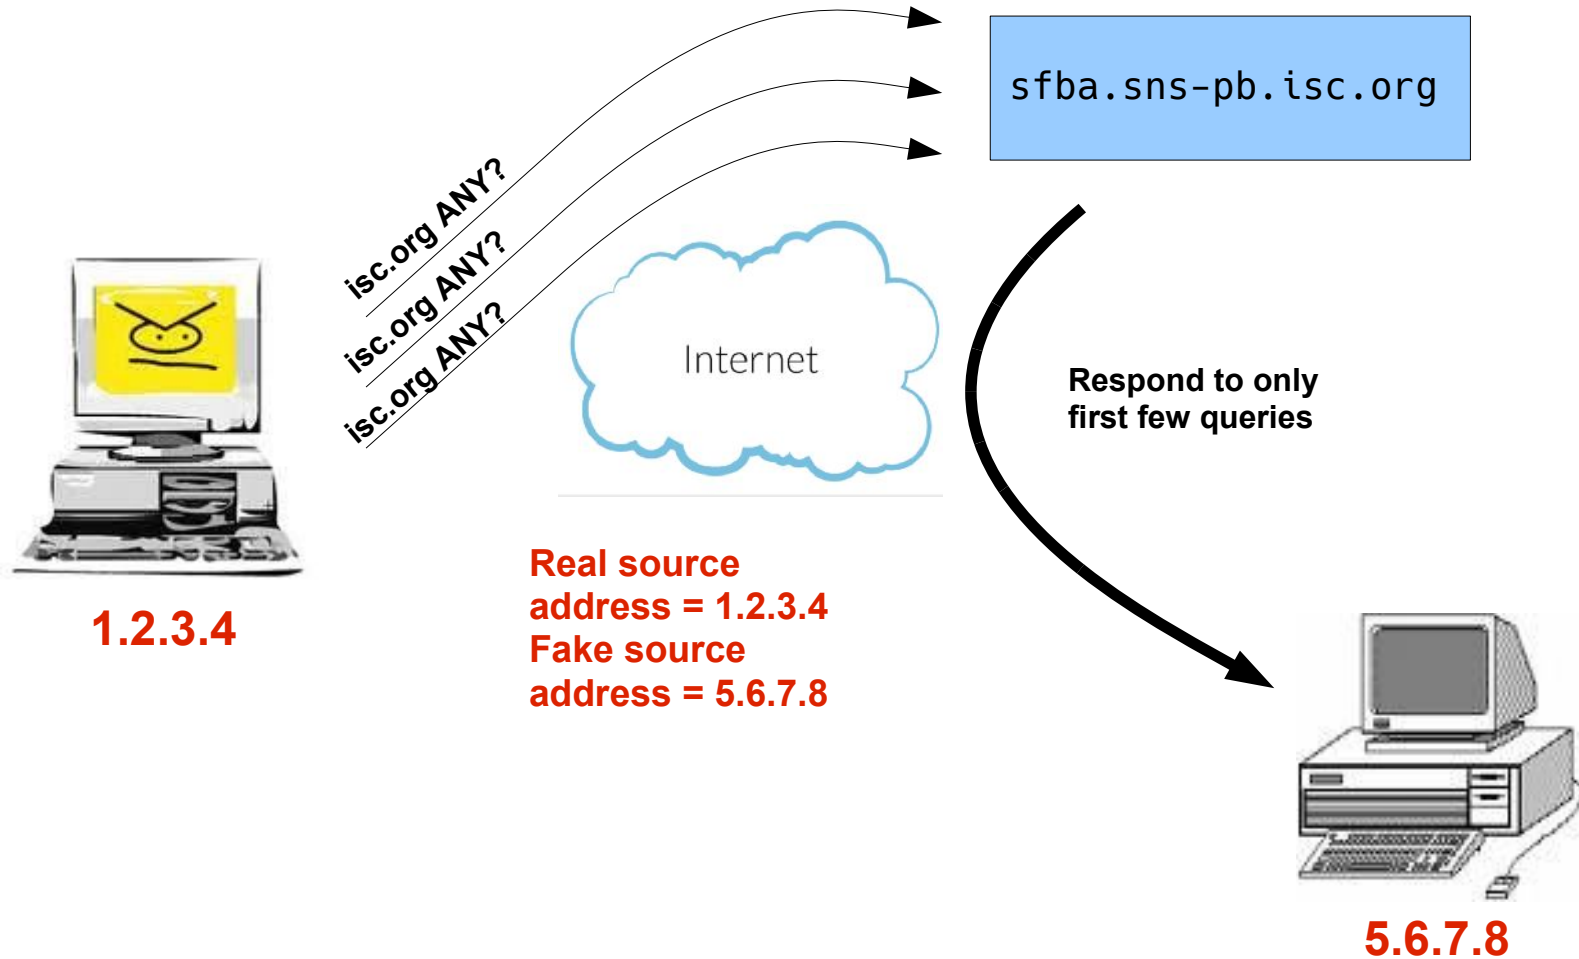 sfba.sns-pb.isc.org
isc.org ANY?
isc.org ANY?
isc.org ANY?
Internet
Respond to only
first few queries
Real source
address = 1.2.3.4
Fake source
address = 5.6.7.8
1.2.3.4
5.6.7.8